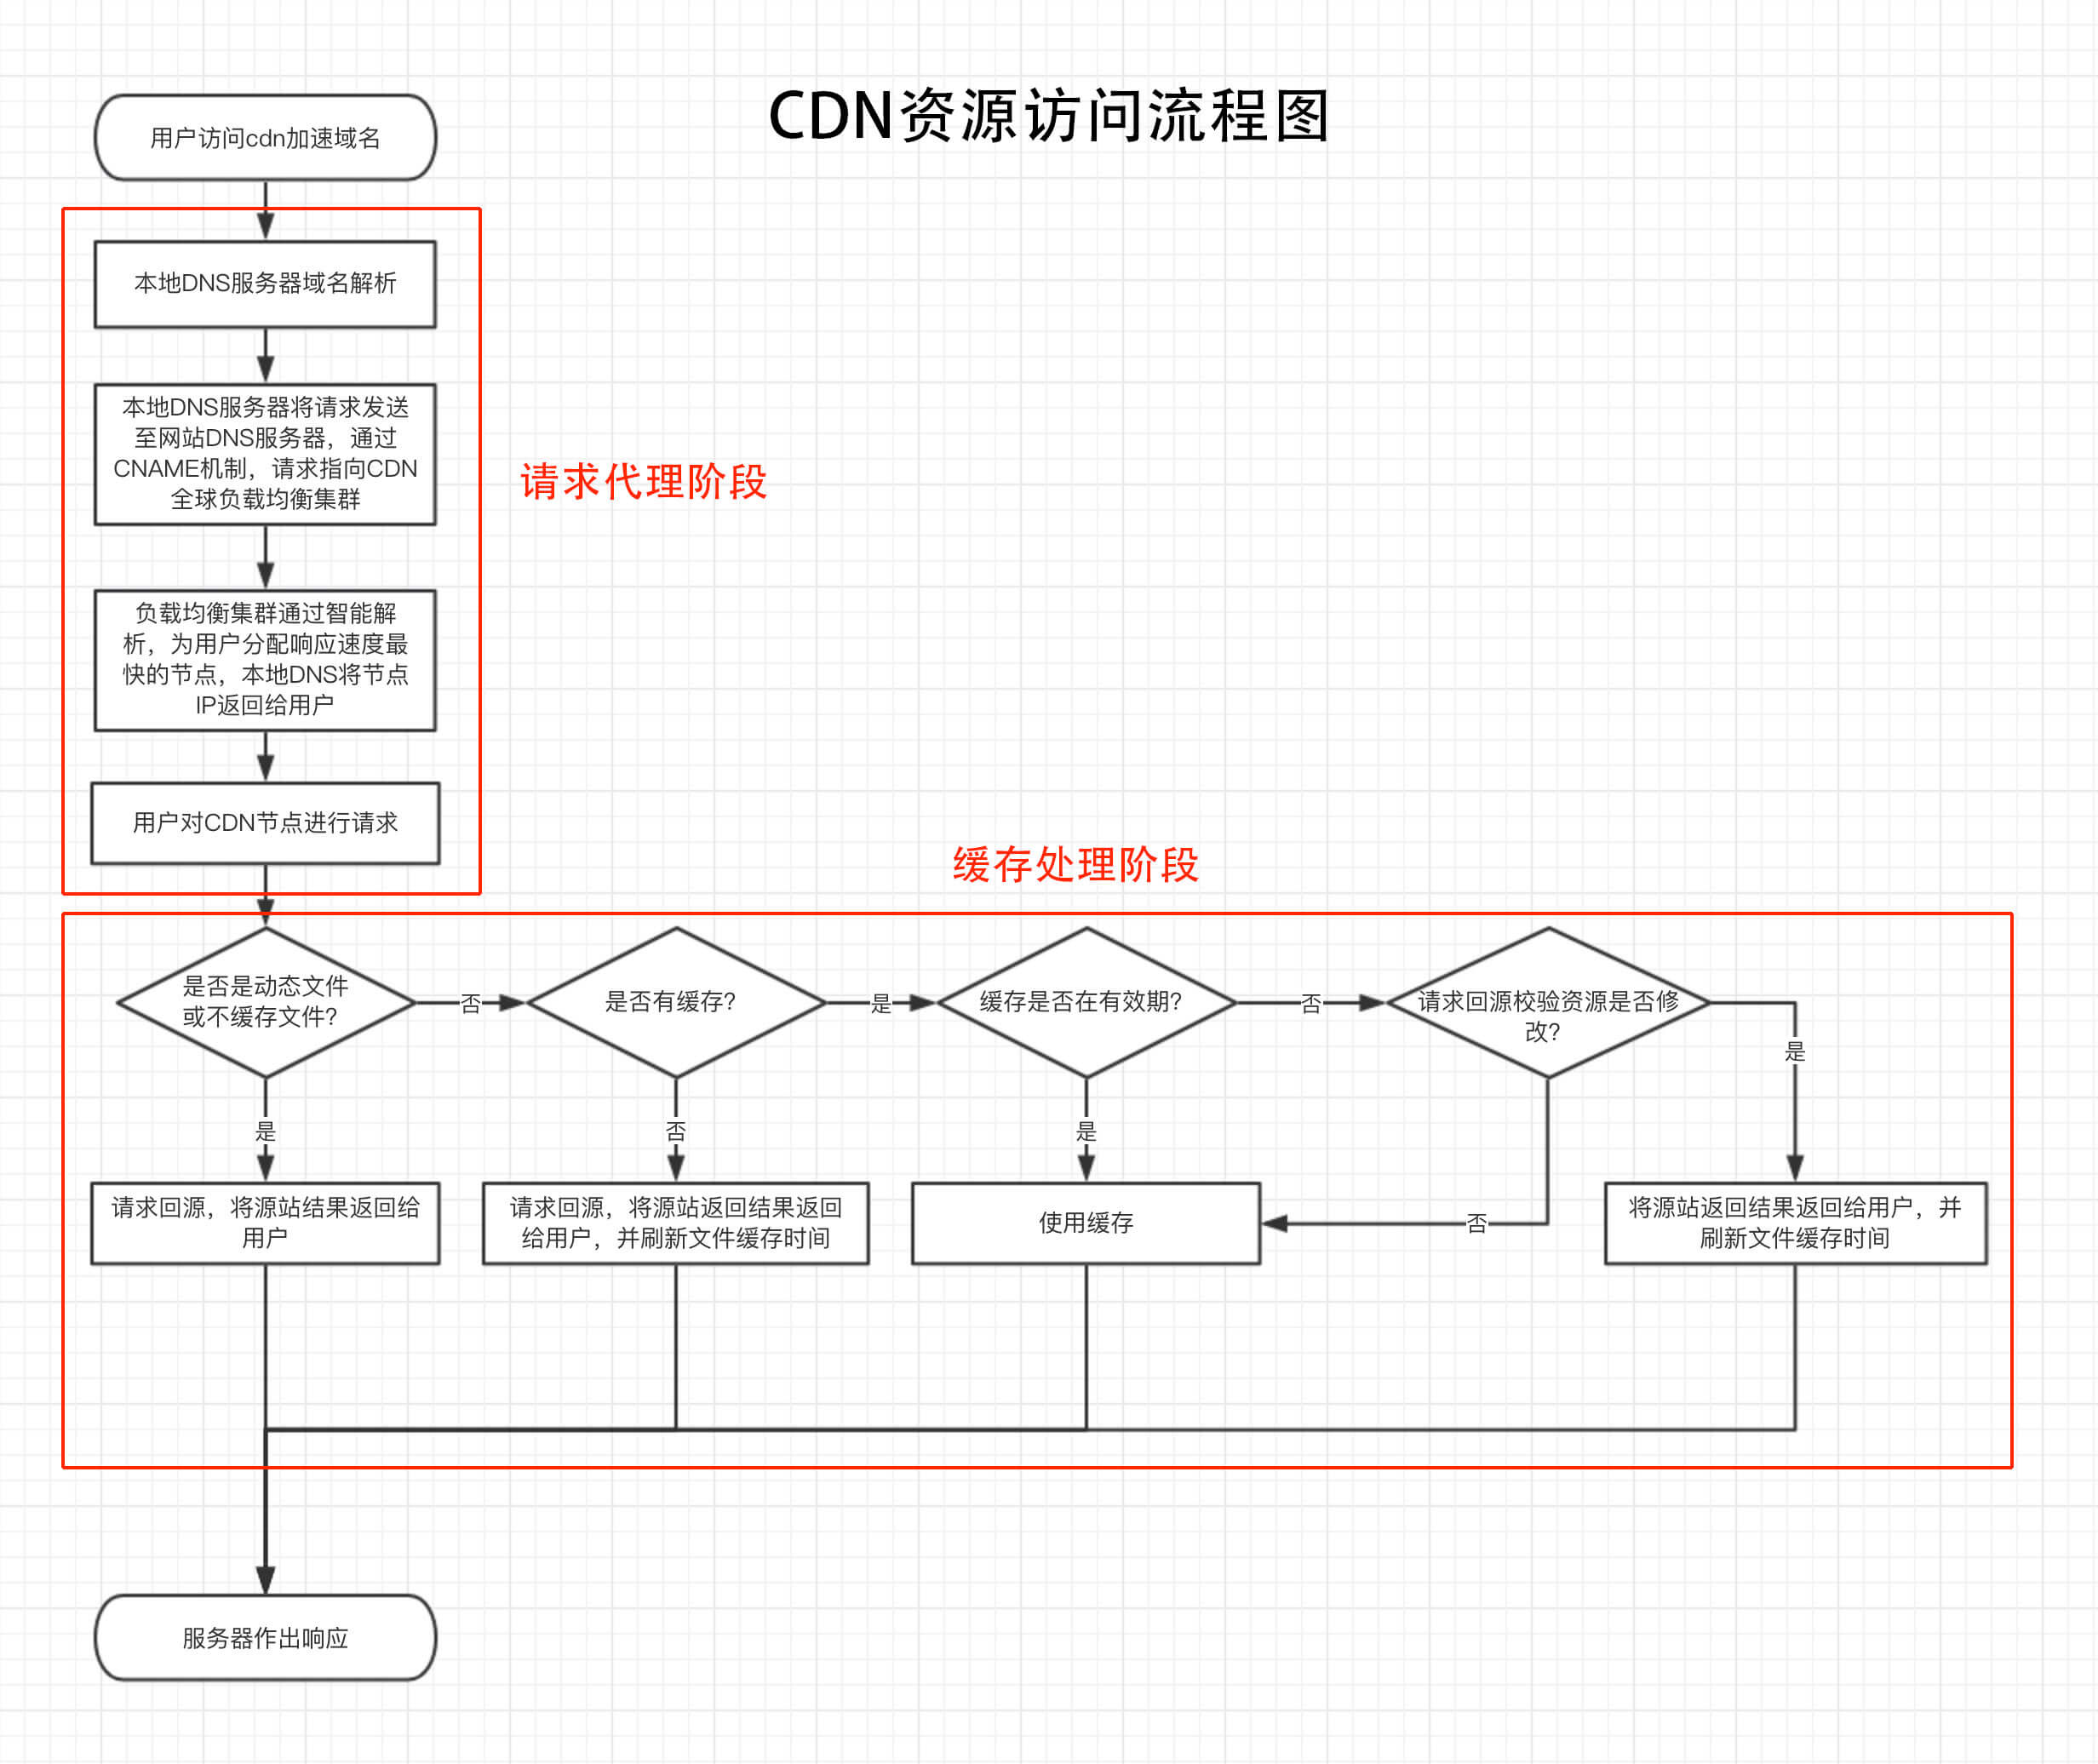 CDN资源访问流程图
用户访问cdn加速域名
本地DNS服务器域名解析
本地DNS服务器将请求发送
至网站DNS服务器，通过
CNAME机制，请求指向CDN
全球负载均衡集群
请求代理阶段
负载均衡集群通过智能解
析，为用户分配响应速度最
快的节点，本地DNS将节点
IP返回给用户
用户对CDN节点进行请求
缓存处理阶段
是否是动态文件
或不缓存文件?
否
是否有缓存?
是
缓存是否在有效期?
否
请求回源校验资源是否修
改?
是
是
否
是
请求回源，将源站结果返回给
用户
请求回源，将源站返回结果返回
给用户，并刷新文件缓存时间
使用缓存
否
将源站返回结果返回给用户，并
刷新文件缓存时间
服务器作出响应